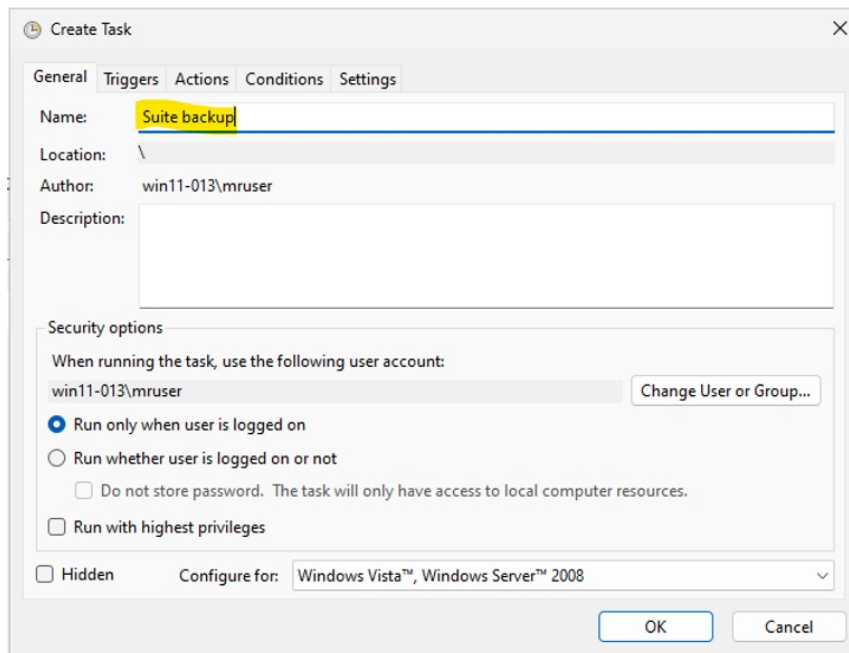 Create Task
General Triggers Actions Conditions Settings
Name: Suite backup
Location: \
Author: win11-013\mruser
Description:
Security options
When running the task, use the following user account:
win11-013\mruser Change User or Group...
Run only when user is logged on
Run whether user is logged on or not
Do not store password. The task will only have access to local computer resources.
Run with highest privileges
Hidden Configure for: Windows Vista™, Windows Server™ 2008
OK Cancel